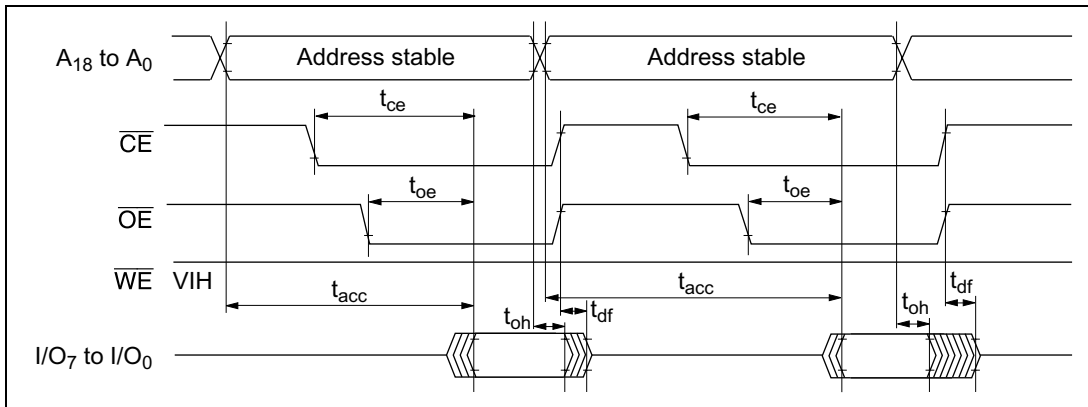 A18 to A0 Address stable Address stable
tce tce
CE
toe toe
OE
WE VIH
tacc tacc
toh tdf toh tdf
I/O7 to I/O0